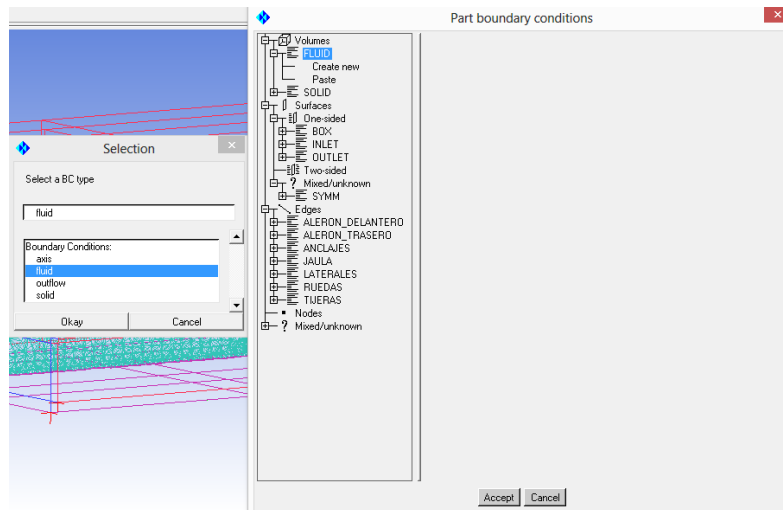 Part boundary conditions
Volumes
FLUID
Create new
Paste
SOLID
Surfaces
One-sided
BOX
INLET
OUTLET
Two-sided
? Mixed/unknown
SYMM
Edges
ALERON_DELANTERO
ALERON_TRASERO
ANCLAJES
JAULA
LATERALES
RUEDAS
TIJERAS
Nodes
? Mixed/unknown
Accept Cancel
Selection
Select a BC type
fluid
Boundary Conditions:
axis
fluid
outflow
solid
Okay Cancel